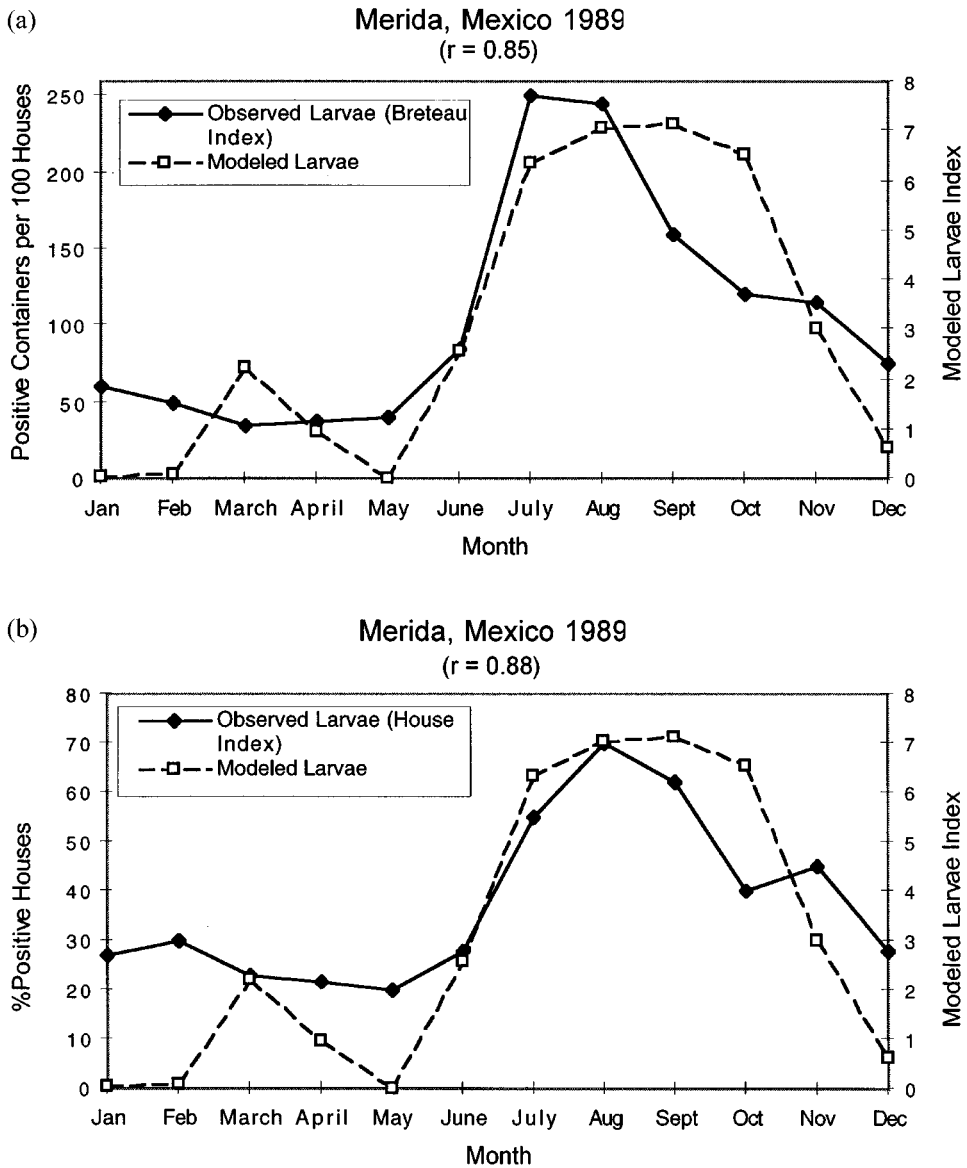 (a)
Merida, Mexico 1989
(r = 0.85)
Positive Containers per 100 Houses
250
200
150
100
50
0
Observed Larvae (Breteau
Index)
Modeled Larvae
8
7
6
5
4
3
2
1
0
Modeled Larvae Index
Jan Feb March April May June July Aug Sept Oct Nov Dec
Month
(b)
Merida, Mexico 1989
(r = 0.88)
%Positive Houses
80
70
60
50
40
30
20
10
0
Observed Larvae (House
Index)
Modeled Larvae
8
7
6
5
4
3
2
1
0
Modeled Larvae Index
Jan Feb March April May June July Aug Sept Oct Nov Dec
Month